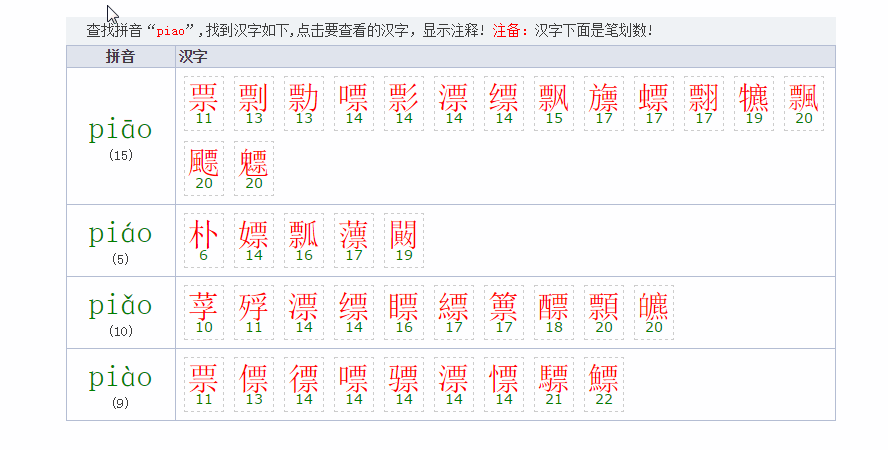 查找拼音“piao”,找到汉字如下,点击要查看的汉字，显示注释! 注备：汉字下面是笔划数!
拼音 汉字
piāo
(15)
票 剽 勡 嘌 彯 漂 缥 飘 旚 螵 翲 犥 飄
11 13 13 14 14 14 14 15 17 17 17 19 20
飃 魒
20 20
piáo
(5)
朴 嫖 瓢 薸 闝
6 14 16 17 19
piǎo
(10)
莩 殍 漂 缥 瞟 縹 篻 醥 顠 皫
10 11 14 14 16 17 17 18 20 20
piào
(9)
票 僄 徱 嘌 骠 漂 慓 驃 鰾
11 13 14 14 14 14 14 21 22